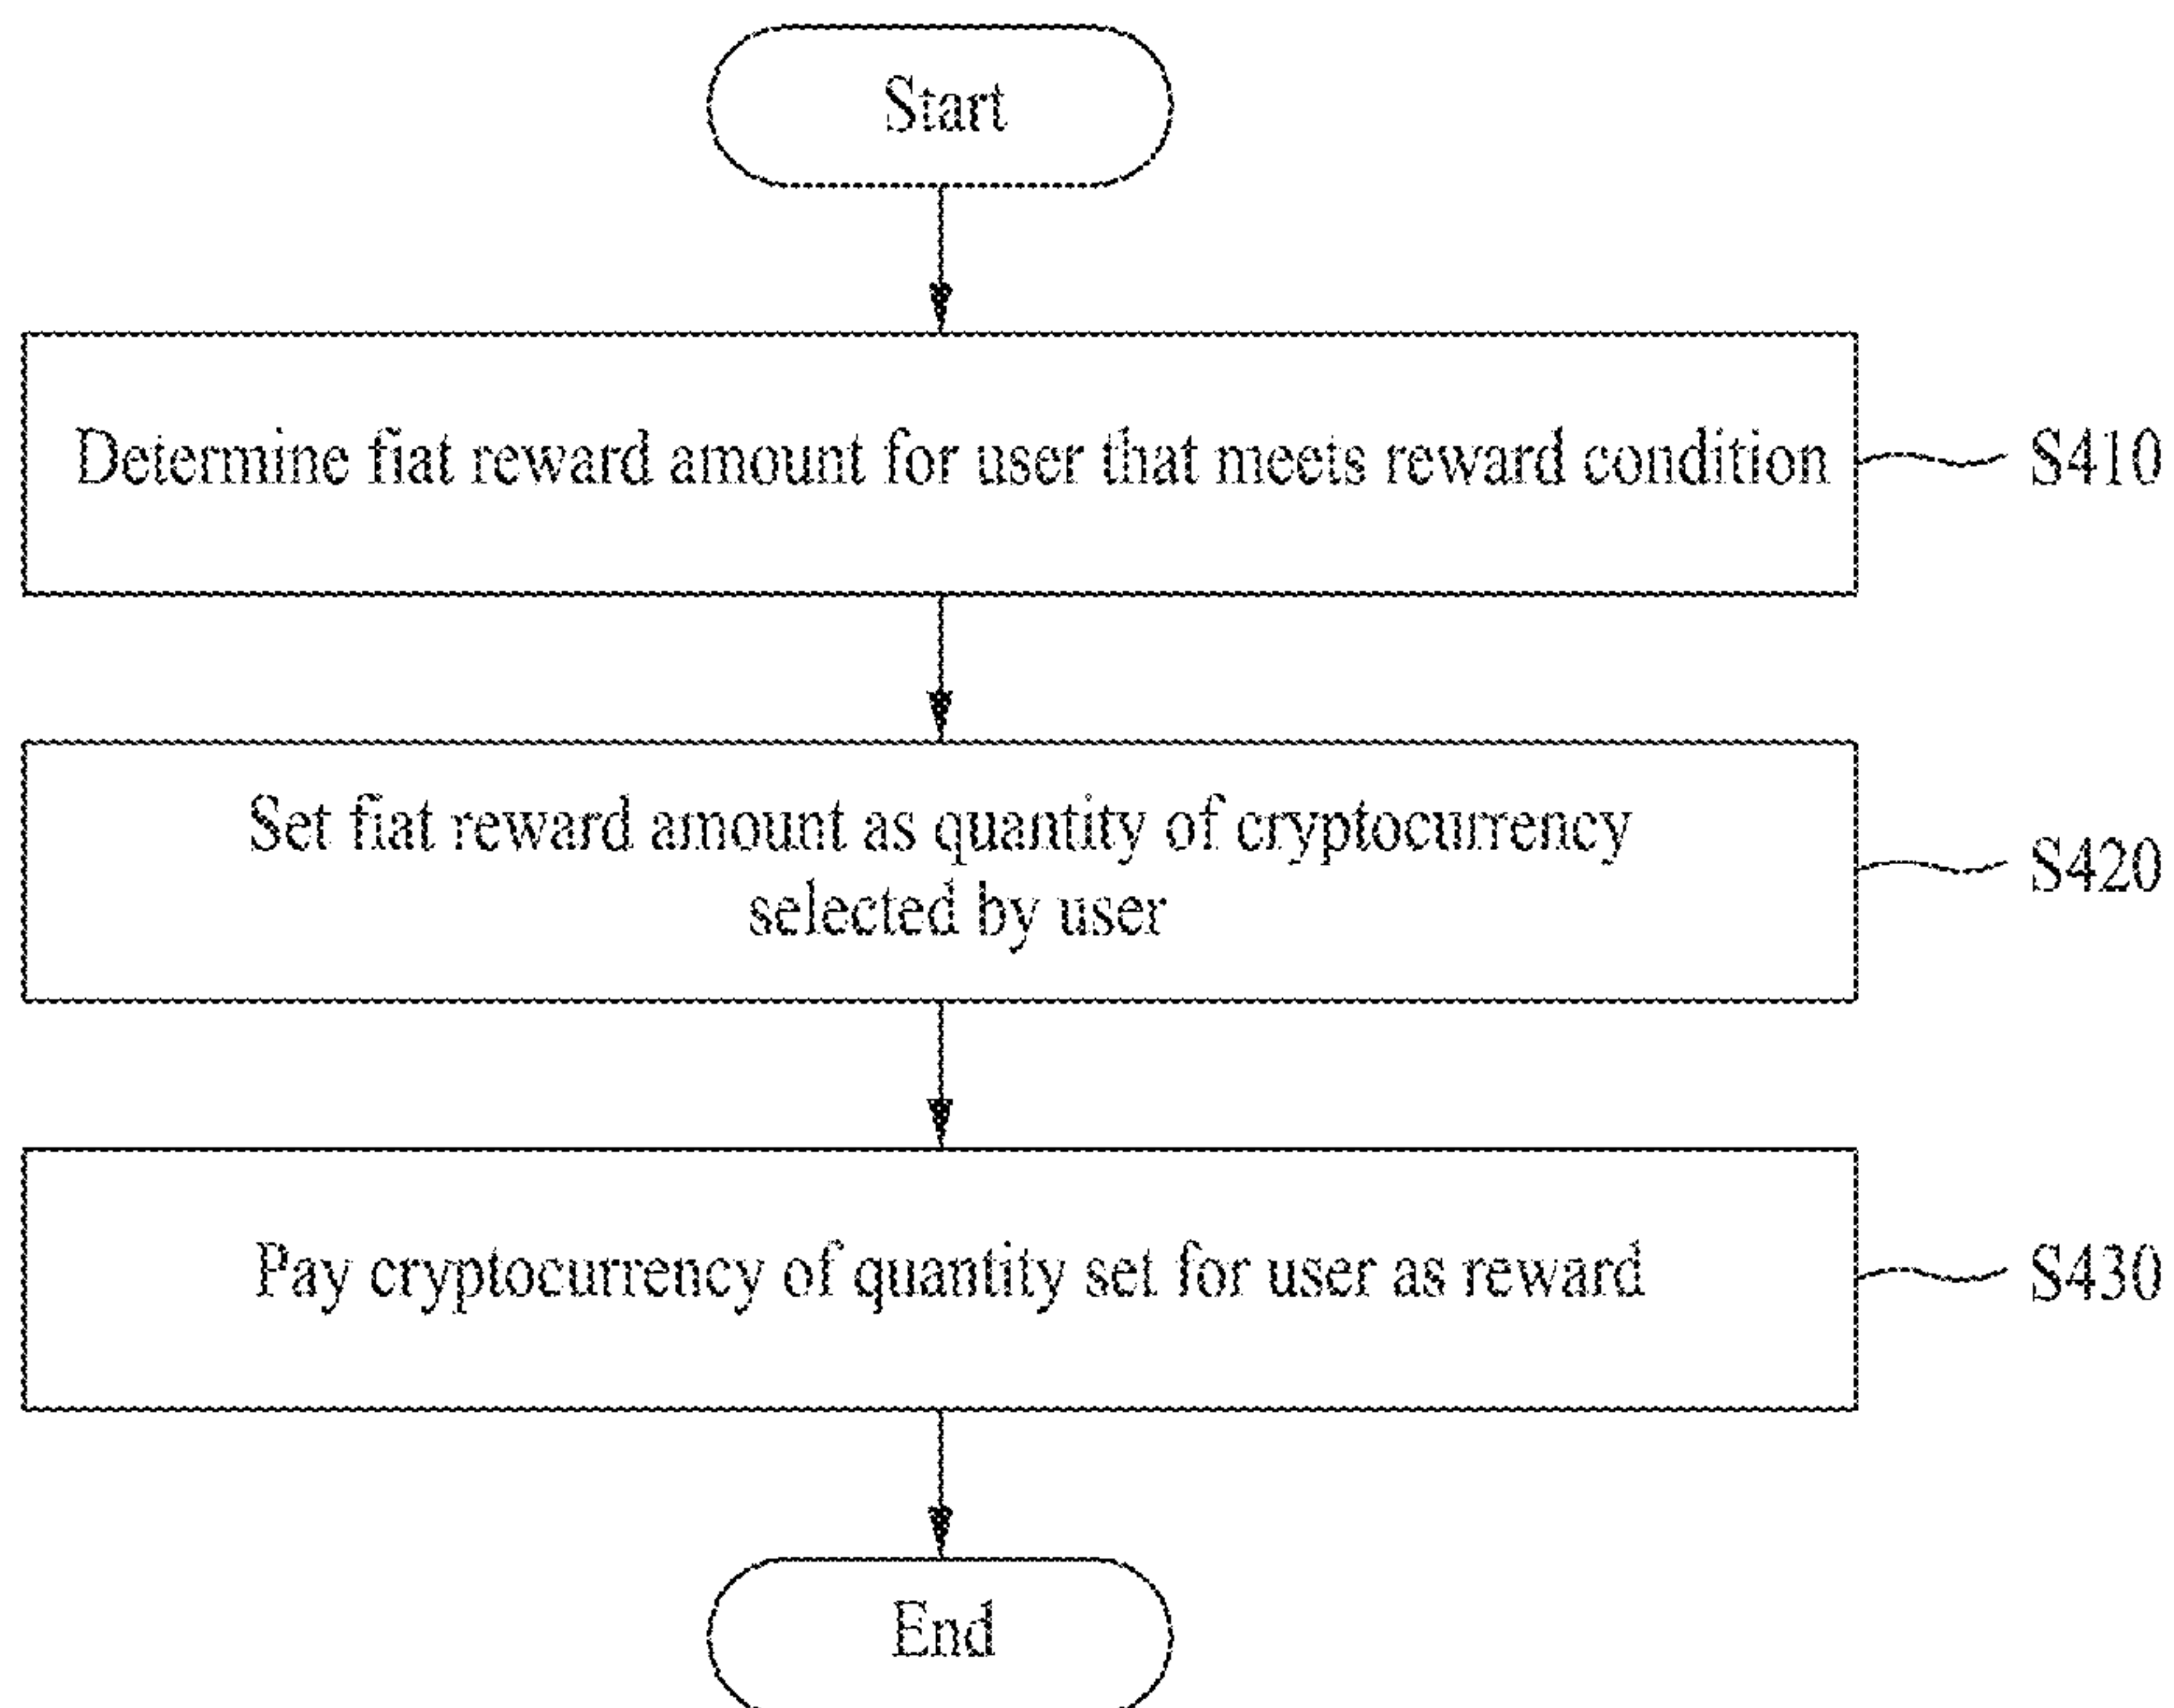 Start
Determine fiat reward amount for user that meets reward condition
S410
Set fiat reward amount as quantity of cryptocurrency
selected by user
S420
Pay cryptocurrency of quantity set for user as reward
S430
End